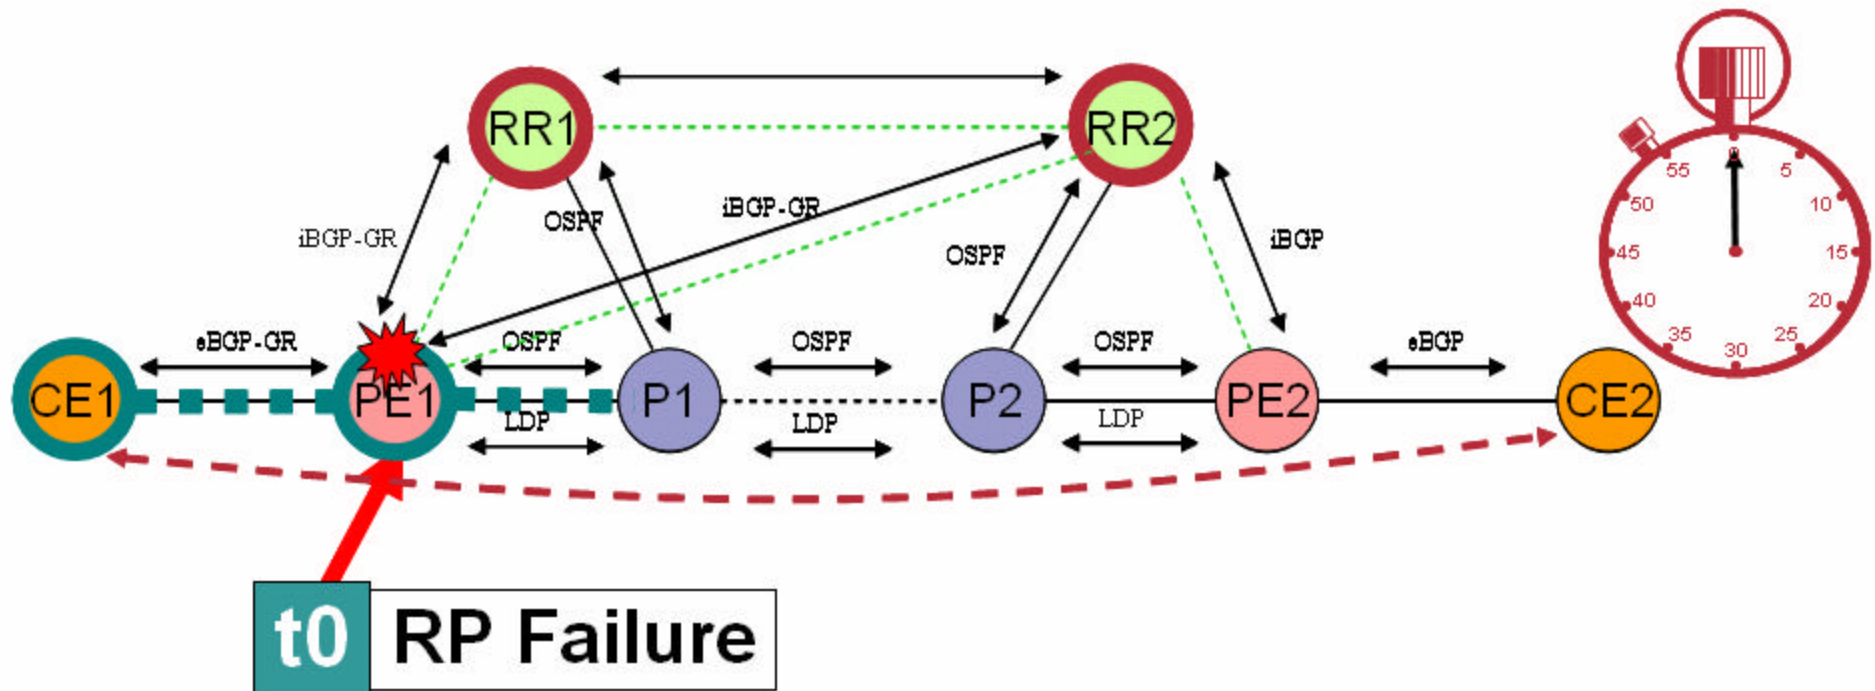 RR1
RR2
iBGP-GR
OSPF
iBGP-GR
OSPF
iBGP
eBGP-GR
OSPF
OSPF
OSPF
eBGP
CE1
PE1
P1
P2
PE2
CE2
LDP
LDP
LDP
t0 RP Failure
0
5
10
15
20
25
30
35
40
45
50
55